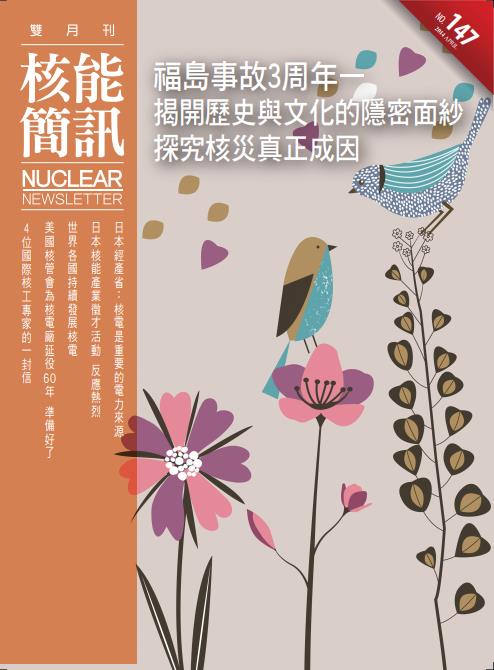 雙月刊
核能
簡訊
NUCLEAR
NEWSLETTER
NO. 147
2014 APRIL
福島事故3周年—
揭開歷史與文化的隱密面紗
探究核災真正成因
日本經產省：核電是重要的電力來源
日本核能產業徵才活動 反應熱烈
世界各國持續發展核電
美國核管會為核電廠延役60年 準備好了
4位國際核工專家的一封信